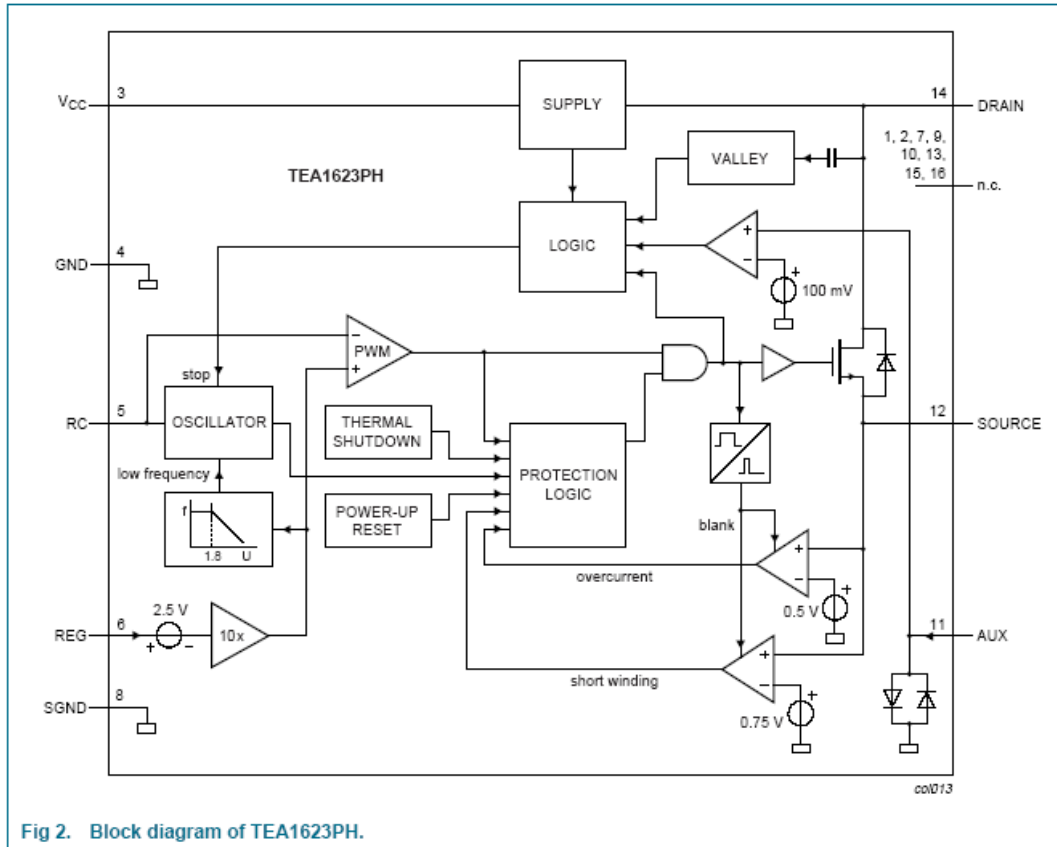 3
VCC
SUPPLY
14
DRAIN
1, 2, 7, 9,
10, 13,
15, 16
n.c.
VALLEY
TEA1623PH
4
GND
LOGIC
+
−
+
100 mV
−
PWM
+
stop
5
RC
OSCILLATOR
THERMAL
SHUTDOWN
12
SOURCE
low frequency
PROTECTION
LOGIC
POWER-UP
RESET
f
1.8
U
blank
overcurrent
+
−
+
0.5 V
2.5 V
6
REG
+
−
10x
11
AUX
short winding
+
−
+
0.75 V
8
SGND
col013
Fig 2. Block diagram of TEA1623PH.